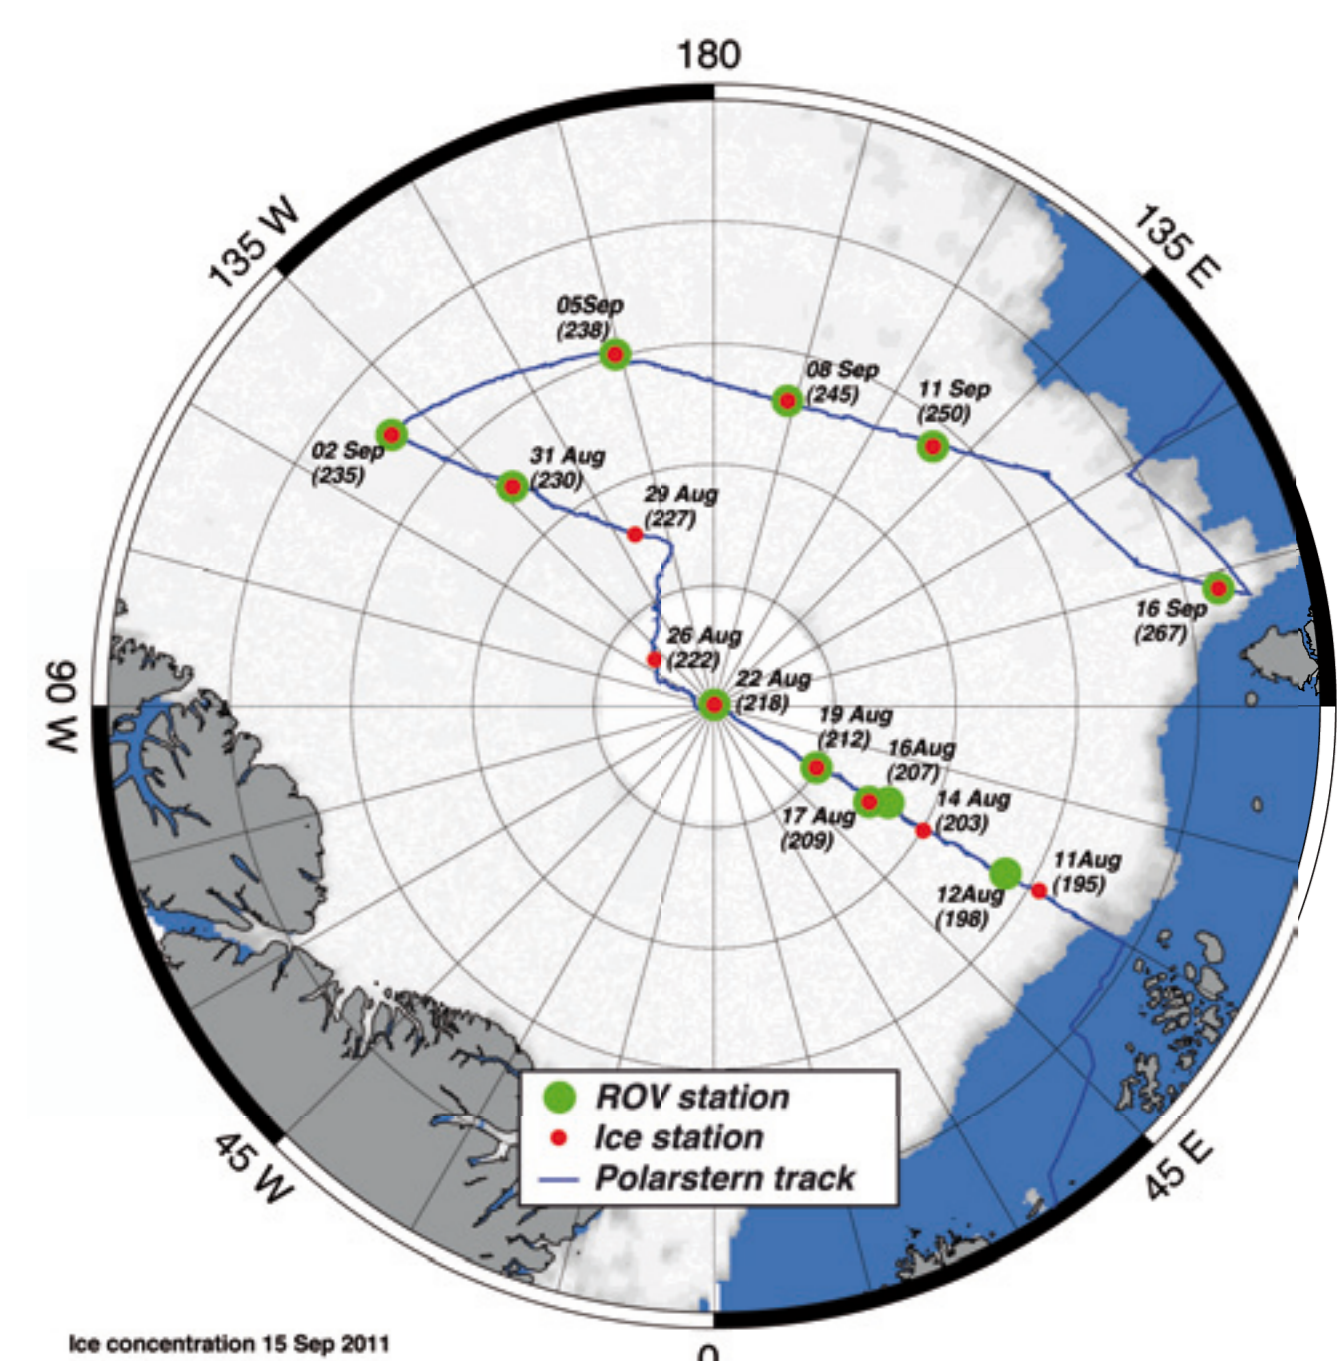 180
135 W
135 E
05Sep
(238)
08 Sep
(245)
11 Sep
(250)
02 Sep
(235)
31 Aug
(230)
29 Aug
(227)
16 Sep
(267)
26 Aug
(222)
22 Aug
(218)
90 W
19 Aug
(212)
16Aug
(207)
17 Aug
(209)
14 Aug
(203)
11Aug
(195)
12Aug
(198)
ROV station
Ice station
Polarstern track
45 W
45 E
0
Ice concentration 15 Sep 2011